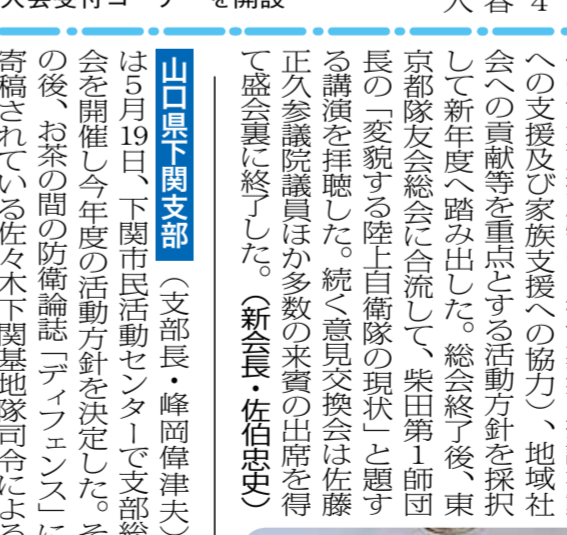 入会受付コーナーを開設
への支援及び家族支援への協力）、地域社
会への貢献等を重点とする活動方針を採択
して新年度へ踏み出した。総会終了後、東
京都隊友会総会に合流して、柴田第１師団
長の「変貌する陸上自衛隊の現状」と題す
る講演を拝聴した。続く意見交換会は佐藤
正久参議院議員ほか多数の来賓の出席を得
て盛会裏に終了した。（新会長・佐伯忠史）
山口県下関支部（支部長・峰岡偉津夫）
は５月19日、下関市民活動センターで支部総
会を開催し今年度の活動方針を決定した。そ
の後、お茶の間の防衛論誌「ディフェンス」に
寄稿されている佐々木下関基地隊司令による